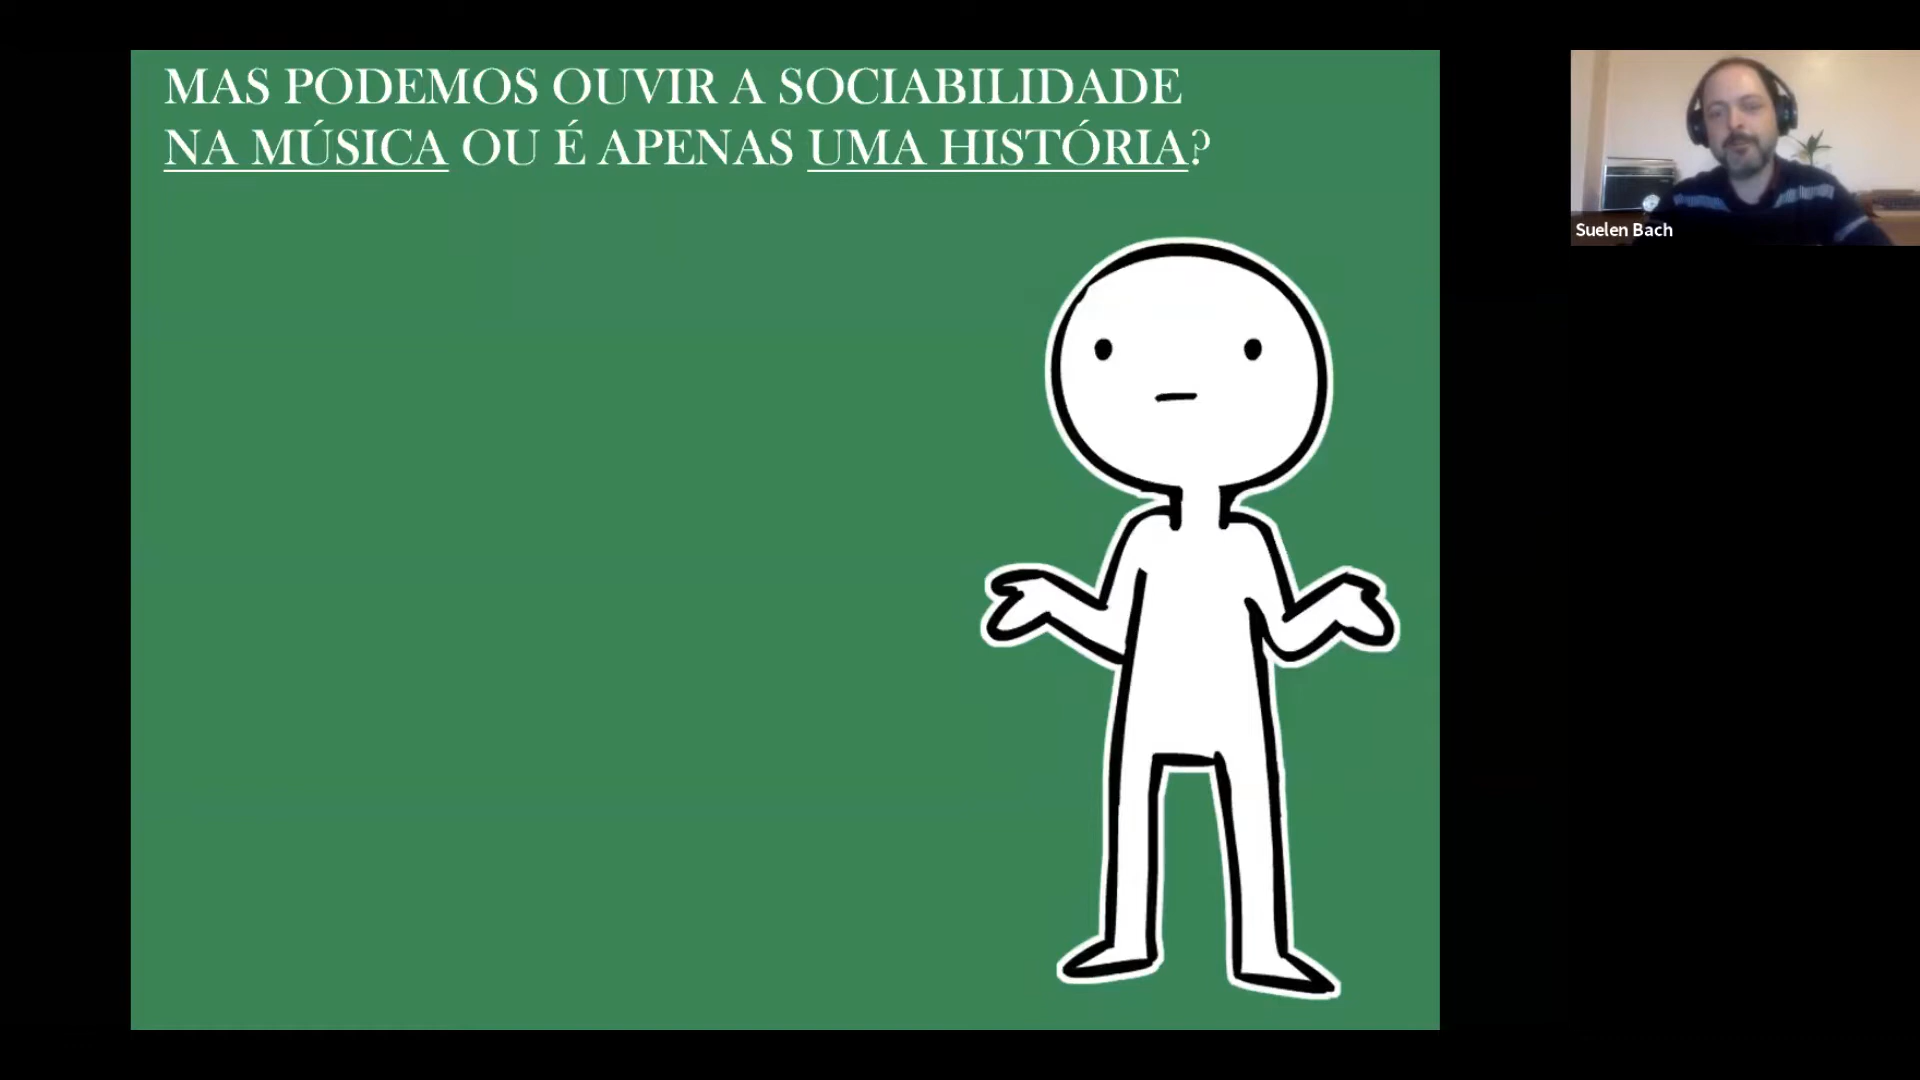 MAS PODEMOS OUVIR A SOCIABILIDADE
NA MÚSICA OU É APENAS UMA HISTÓRIA?
Suelen Bach